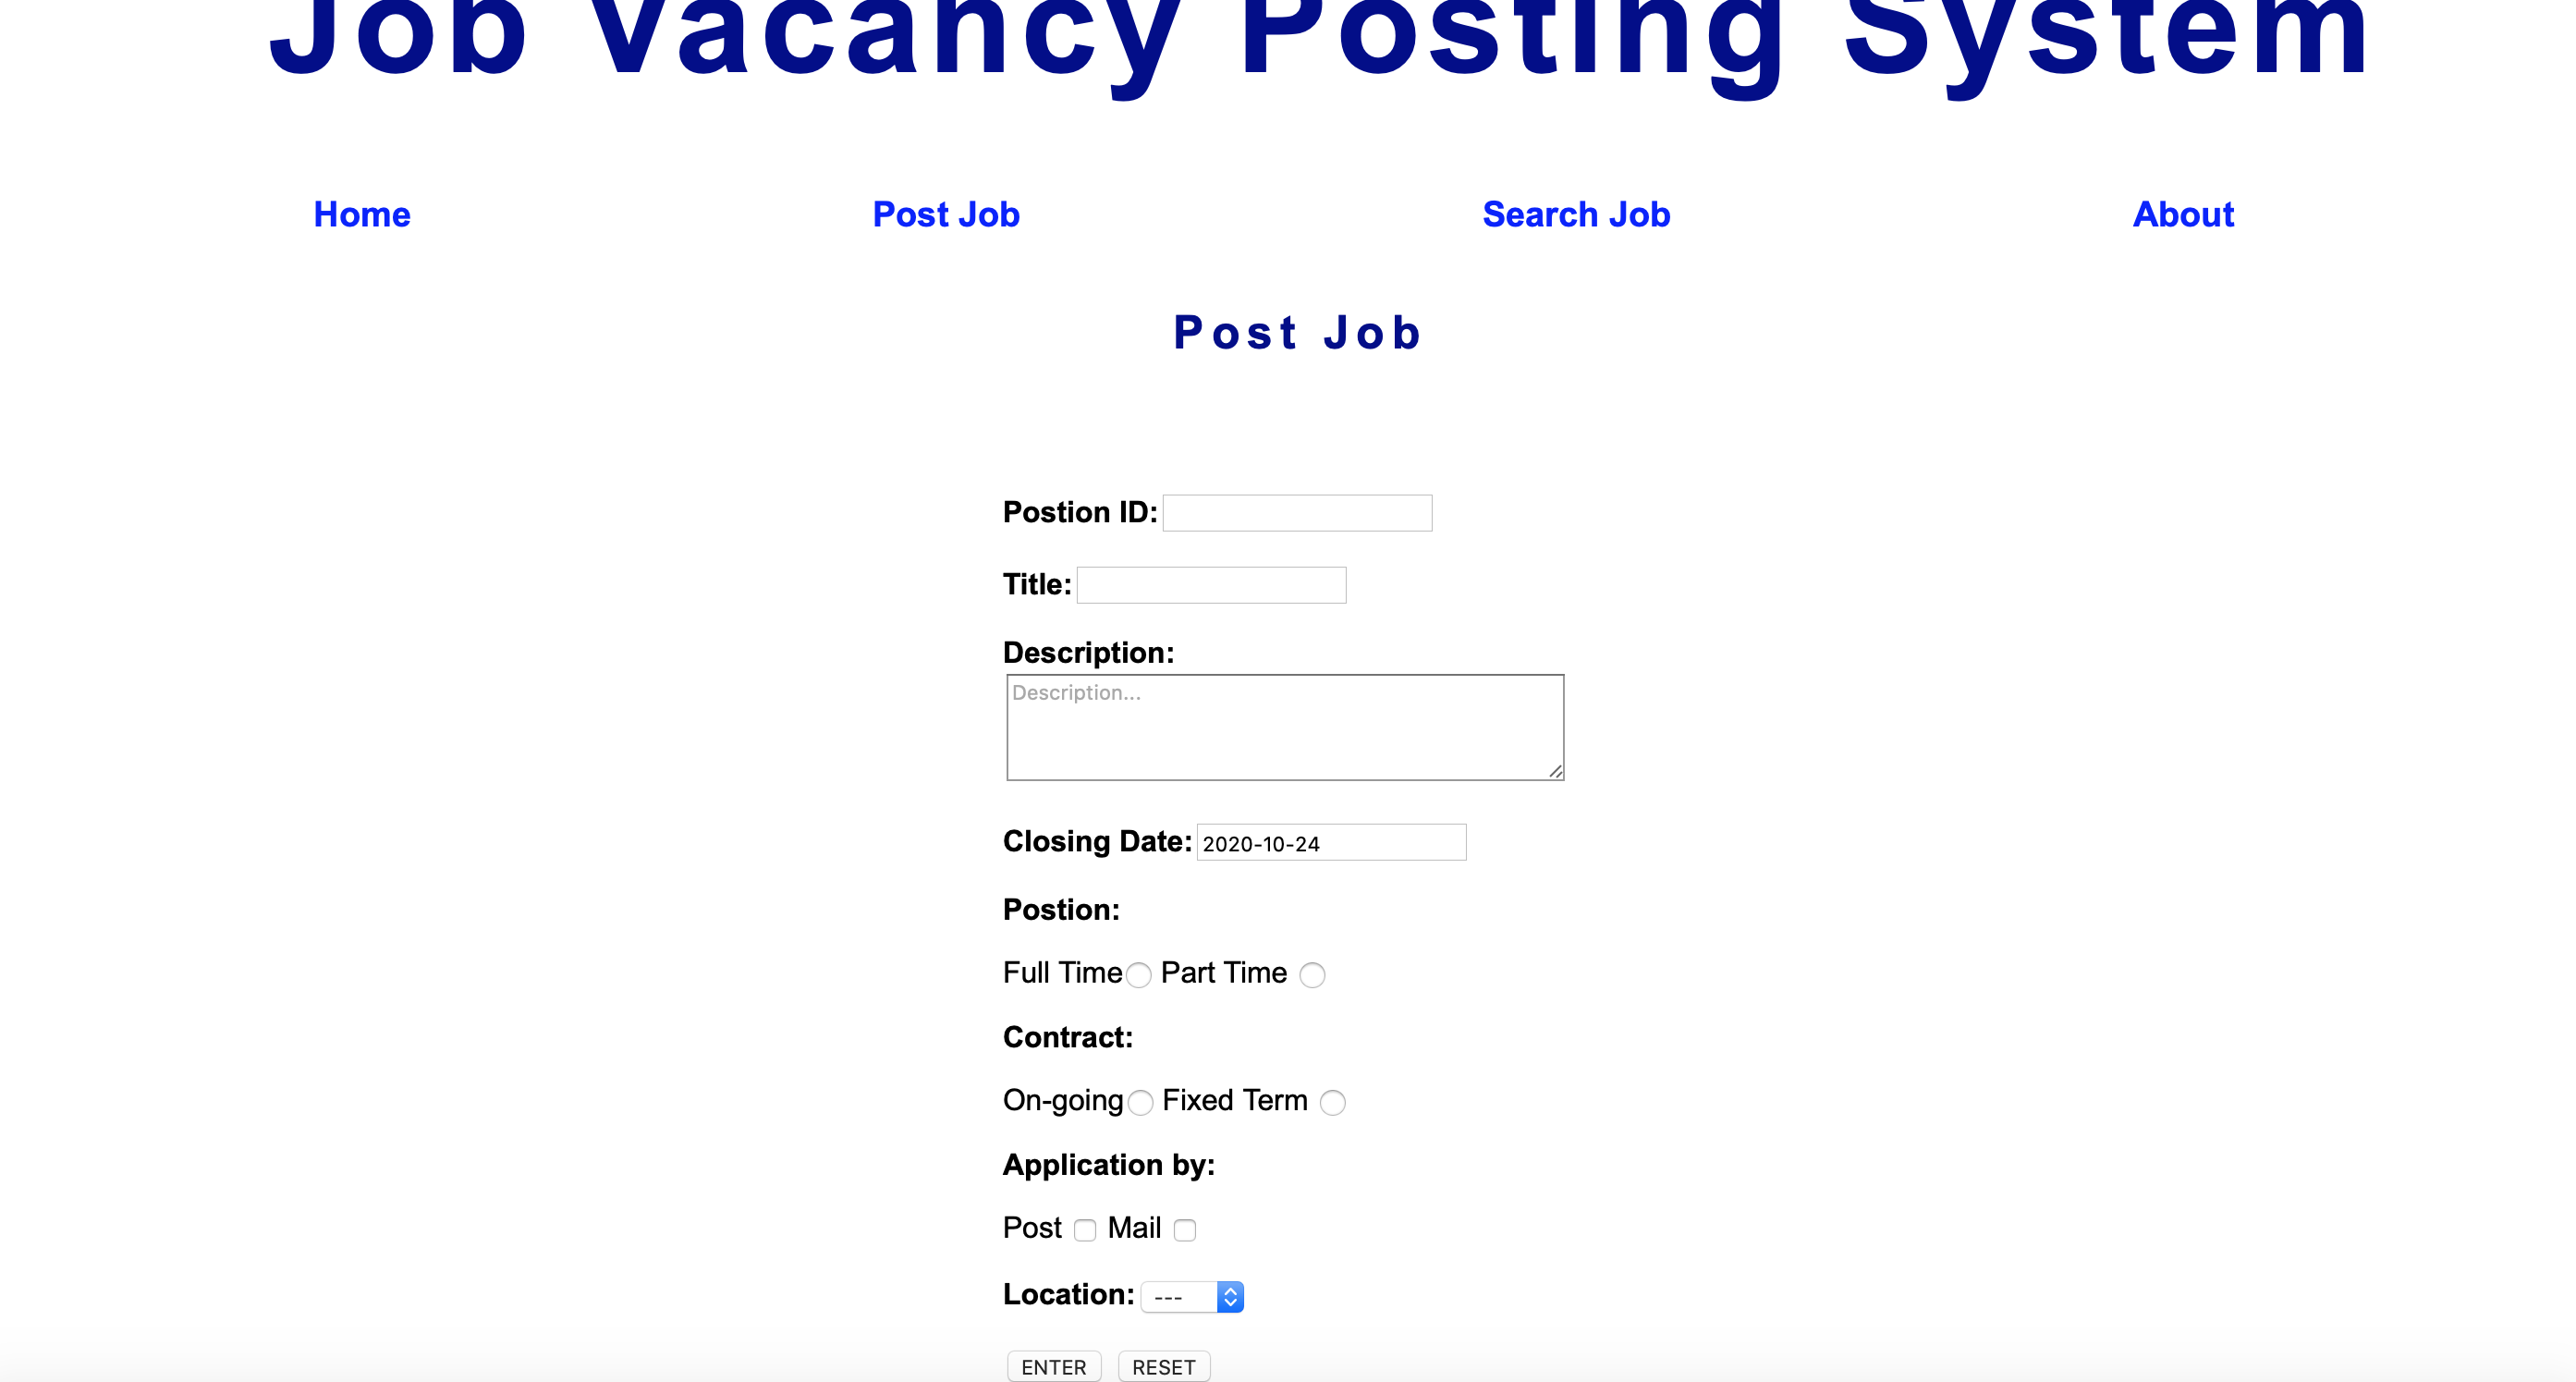 Job Vacancy Posting System
Home Post Job Search Job About
Post Job
Postion ID:
Title:
Description:
Description...
Closing Date: 2020-10-24
Postion:
Full Time Part Time
Contract:
On-going Fixed Term
Application by:
Post Mail
Location: ---
ENTER RESET